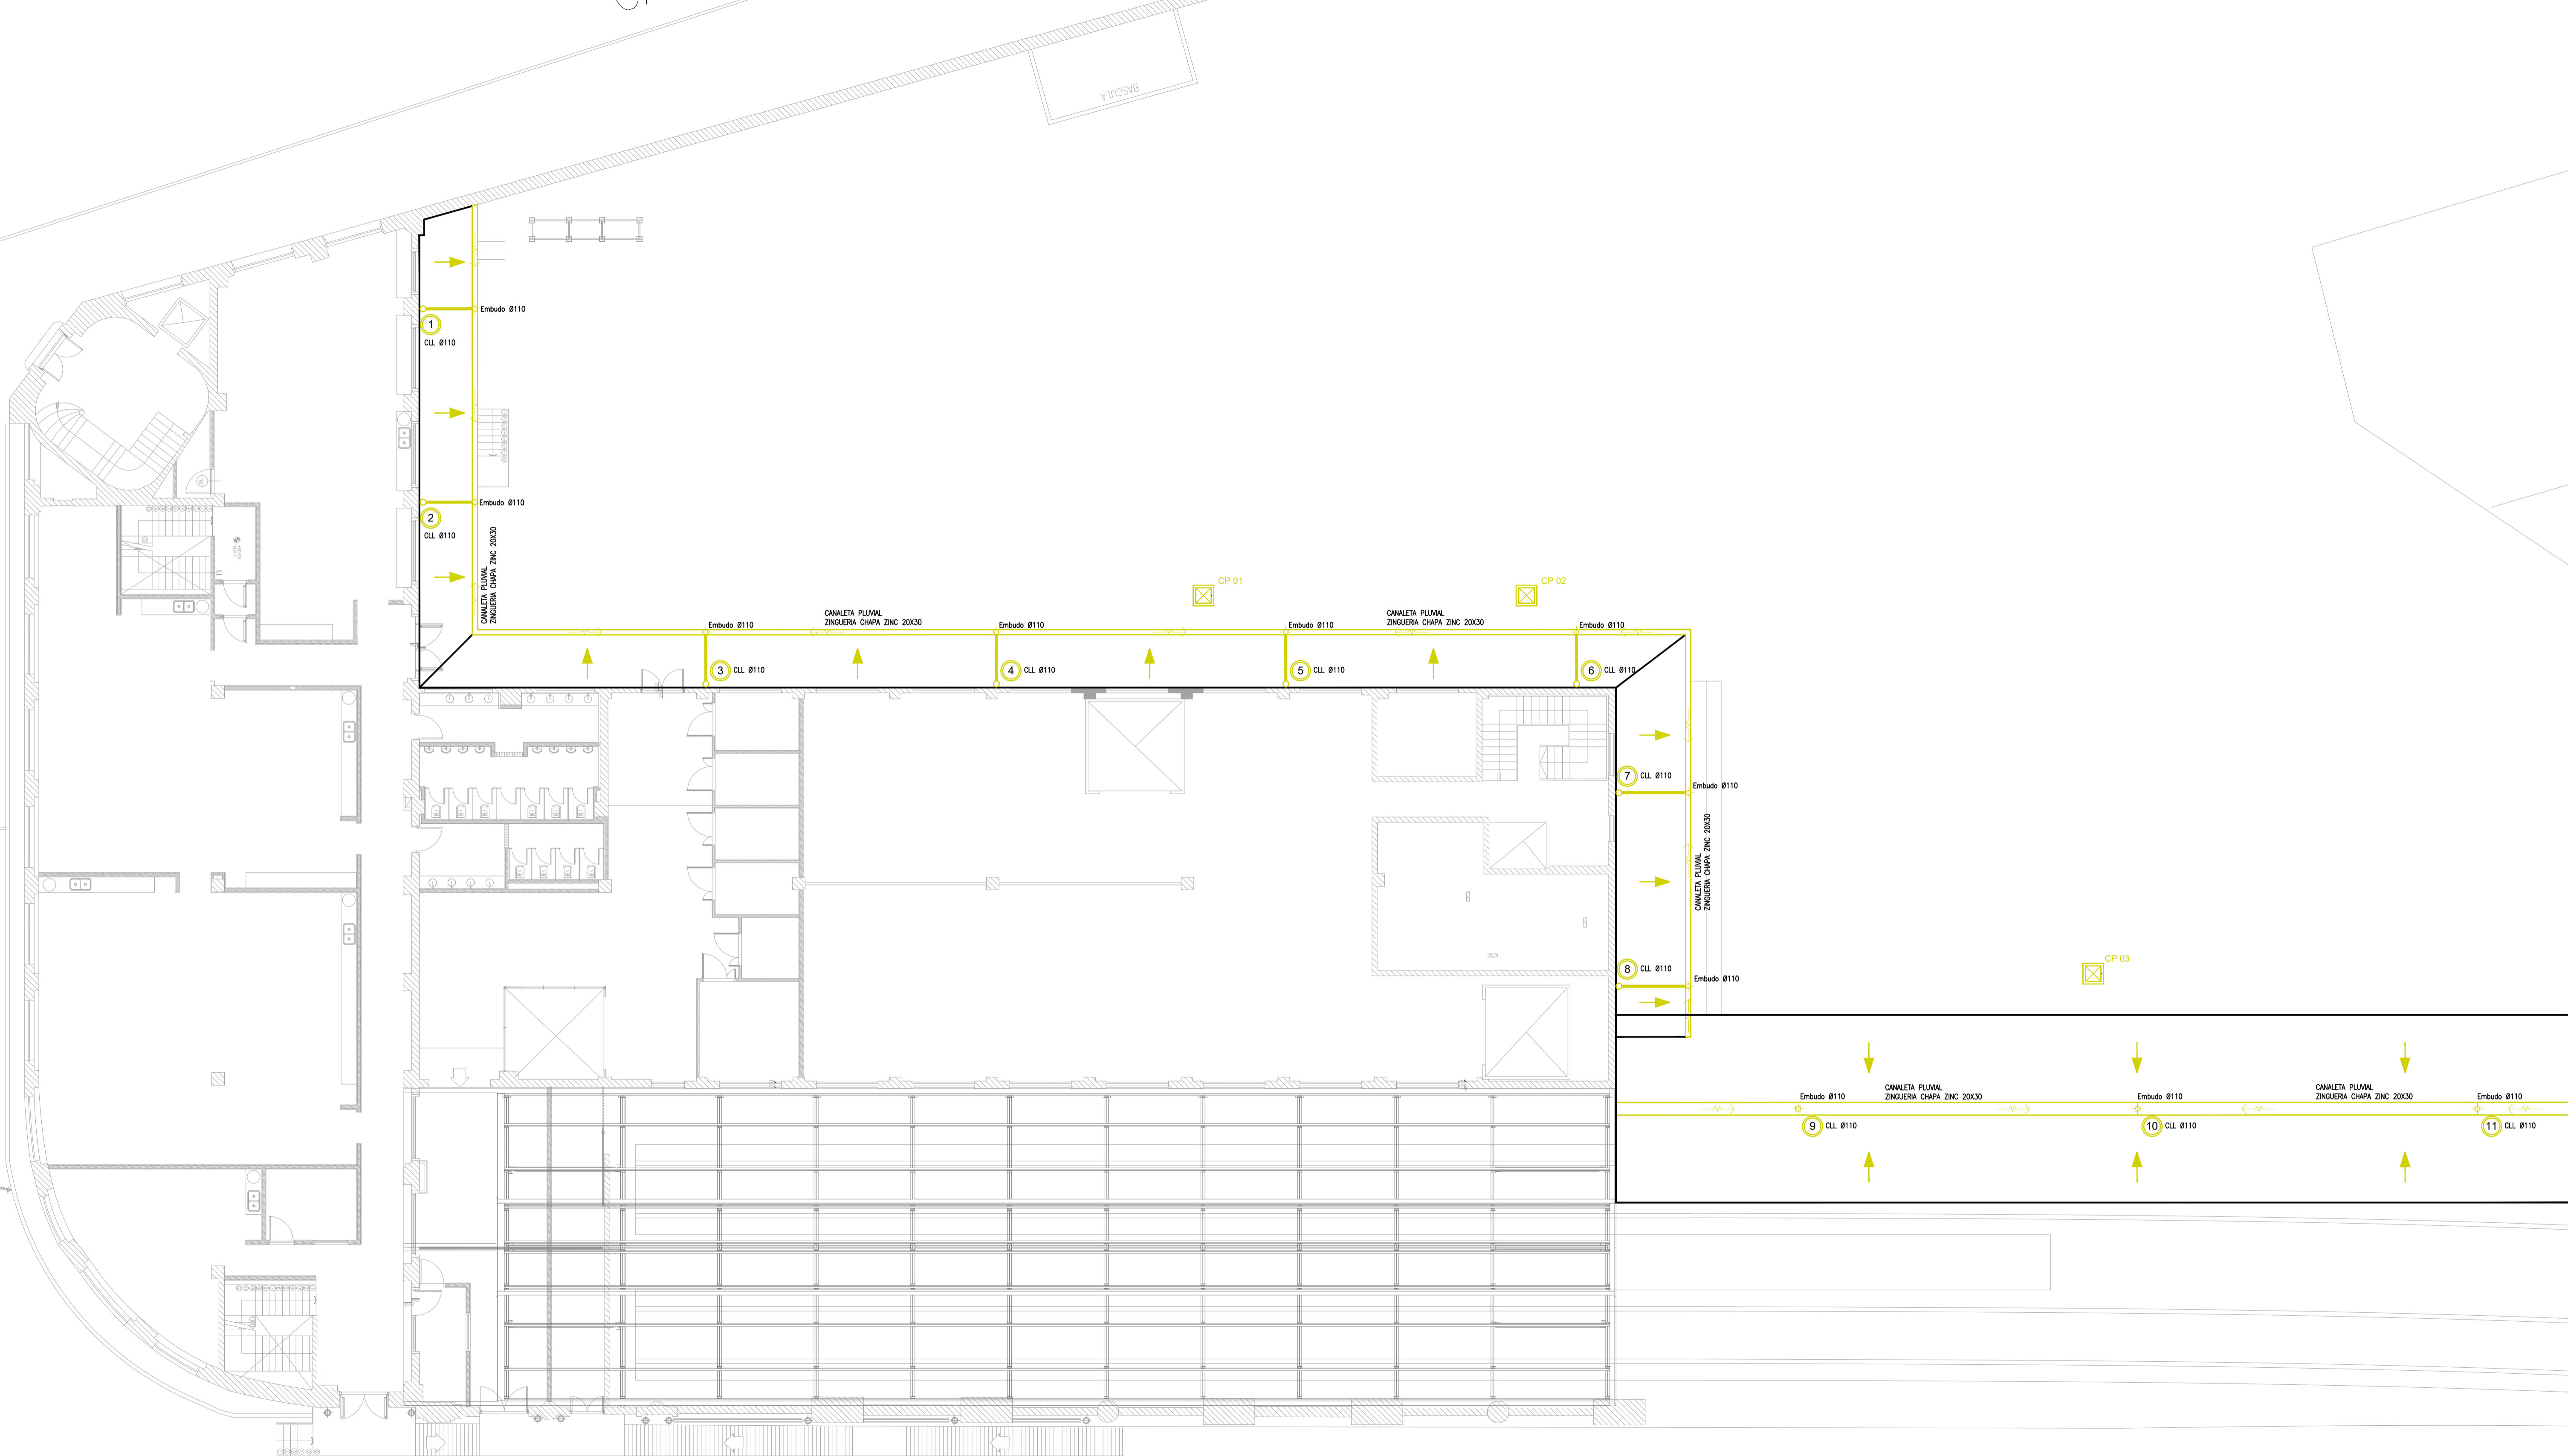 BASCULA
Embudo Ø110
1
CLL Ø110
Embudo Ø110
2
CLL Ø110
CANALETA PLUVIAL
ZINGUERIA CHAPA ZINC 20X30
CP 01
CP 02
CANALETA PLUVIAL
ZINGUERIA CHAPA ZINC 20X30
CANALETA PLUVIAL
ZINGUERIA CHAPA ZINC 20X30
Embudo Ø110
Embudo Ø110
Embudo Ø110
Embudo Ø110
3 CLL Ø110
4 CLL Ø110
5 CLL Ø110
6 CLL Ø110
7 CLL Ø110
Embudo Ø110
CANALETA PLUVIAL
ZINGUERIA CHAPA ZINC 20X30
8 CLL Ø110
Embudo Ø110
CP 03
Embudo Ø110
CANALETA PLUVIAL
ZINGUERIA CHAPA ZINC 20X30
Embudo Ø110
CANALETA PLUVIAL
ZINGUERIA CHAPA ZINC 20X30
Embudo Ø110
9 CLL Ø110
10 CLL Ø110
11 CLL Ø110